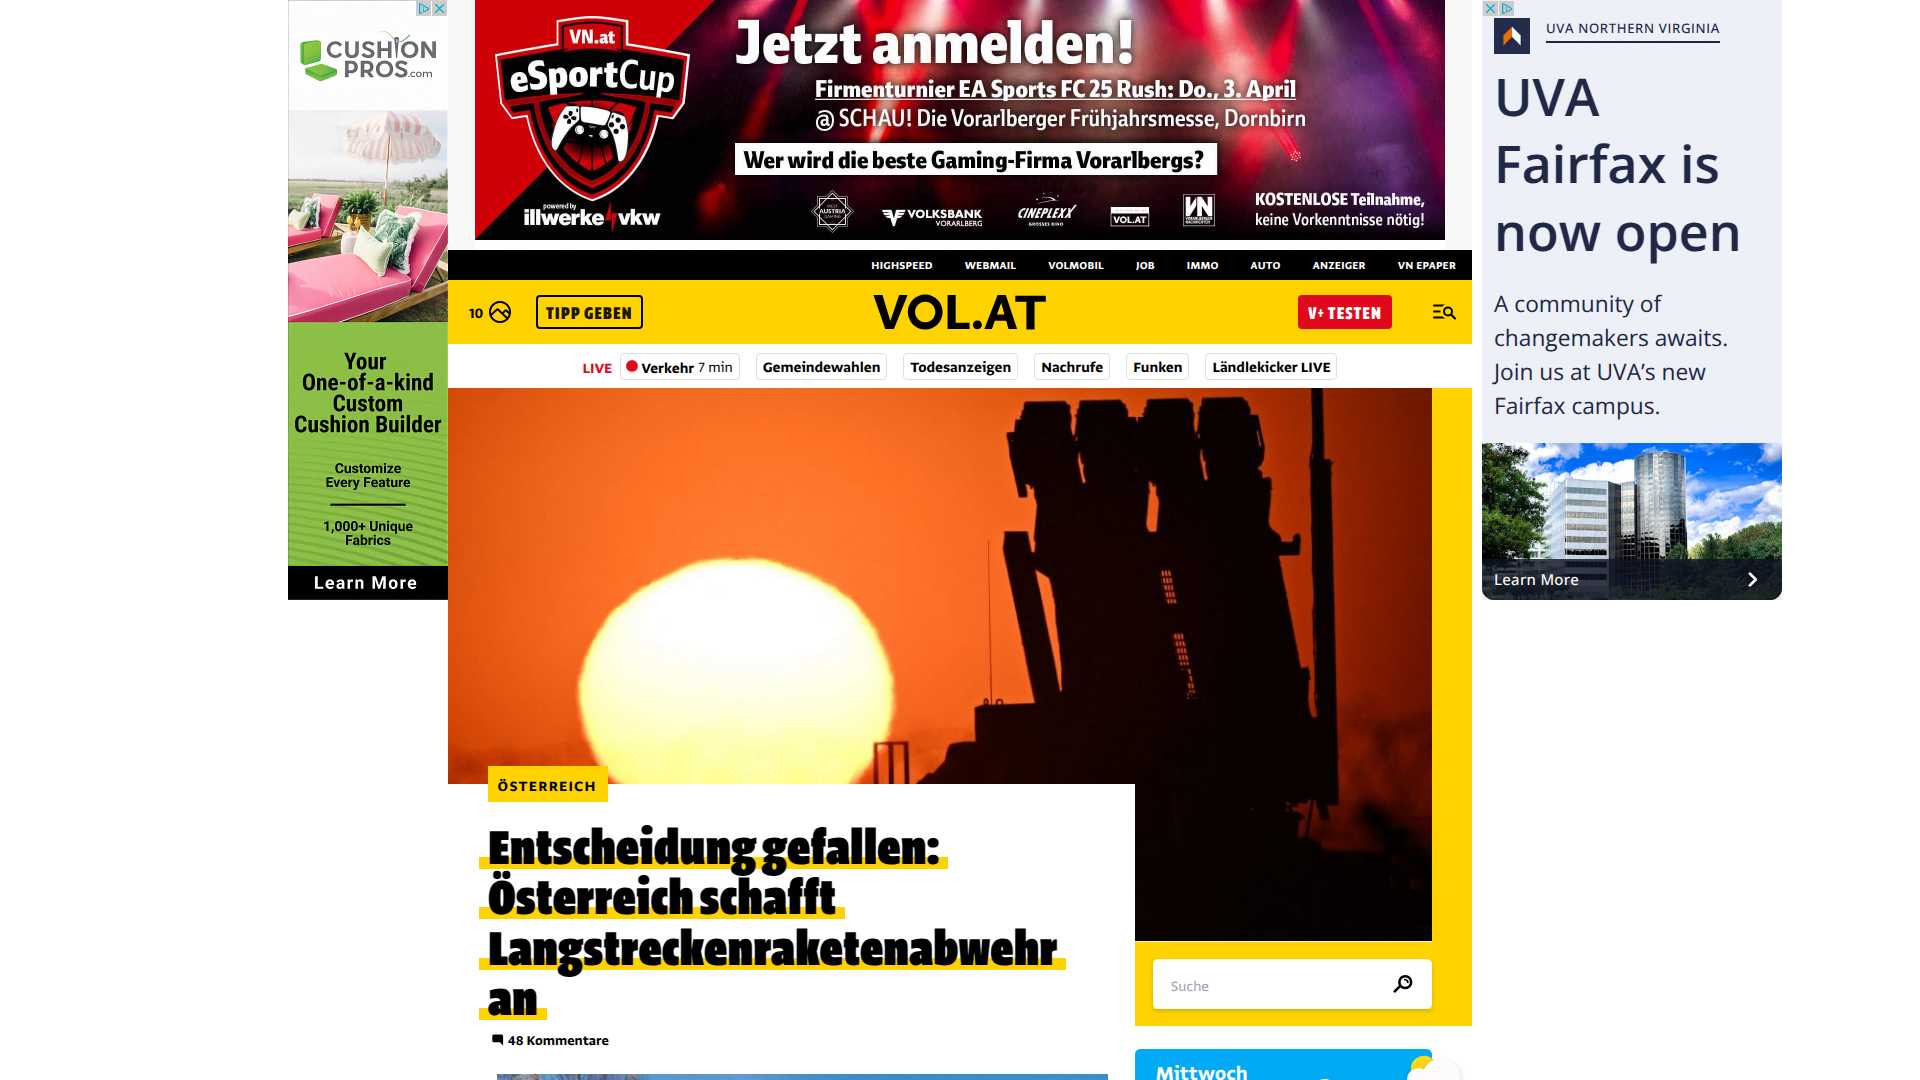 CUSHION
PROS.com
Your
One-of-a-kind
Custom
Cushion Builder
Customize
Every Feature
1,000+ Unique
Fabrics
Learn More
VN.at
eSportCup
powered by
illwerke vkw
Jetzt anmelden!
Firmenturnier EA Sports FC 25 Rush: Do., 3. April
@ SCHAU! Die Vorarlberger Frühjahrsmesse, Dornbirn
Wer wird die beste Gaming-Firma Vorarlbergs?
AUSTRIA
VOLKSBANK
VORARLBERG
CINEPLEXX
GROSSES KINO
VOL.AT
VN
KOSTENLOSE Teilnahme,
keine Vorkenntnisse nötig!
HIGHSPEED WEBMAIL VOLMOBIL JOB IMMO AUTO ANZEIGER VN EPAPER
10 TIPP GEBEN VOL.AT V+ TESTEN
LIVE Verkehr 7 min Gemeindewahlen Todesanzeigen Nachrufe Funken Ländlekicker LIVE
ÖSTERREICH
Entscheidung gefallen:
Österreich schafft
Langstreckenraketenabwehr
an
48 Kommentare
Suche
Mittwoch
UVA NORTHERN VIRGINIA
UVA
Fairfax is
now open
A community of
changemakers awaits.
Join us at UVA’s new
Fairfax campus.
Learn More